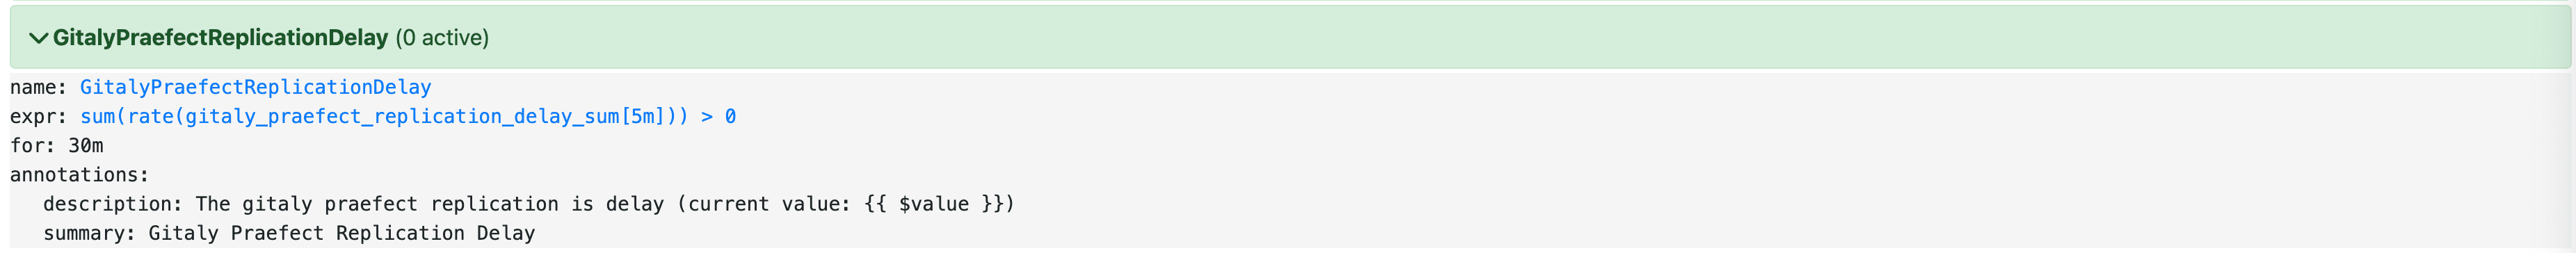 GitalyPraefectReplicationDelay (0 active)
name: GitalyPraefectReplicationDelay
expr: sum(rate(gitaly_praefect_replication_delay_sum[5m])) > 0
for: 30m
annotations:
description: The gitaly praefect replication is delay (current value: {{ $value }})
summary: Gitaly Praefect Replication Delay